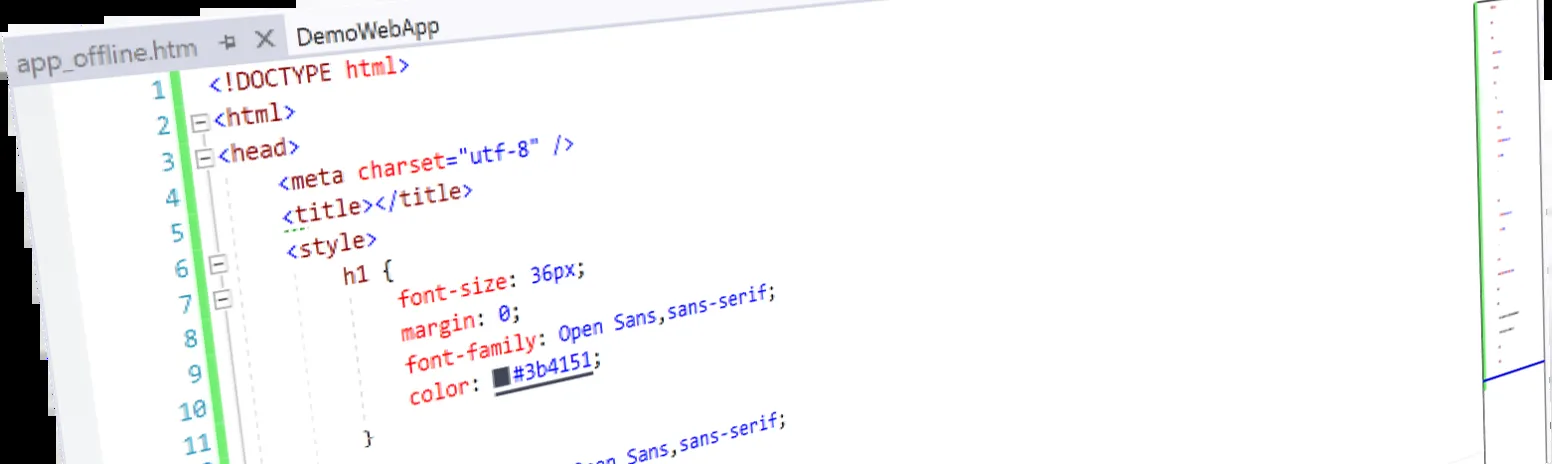 app_offline.htm DemoWebApp
1 <!DOCTYPE html>
2 <html>
3 <head>
4 <meta charset="utf-8" />
5 <title></title>
6 <style>
7 h1 {
8 font-size: 36px;
9 margin: 0;
10 font-family: Open Sans,sans-serif;
11 color: #3b4151;
}
Open Sans,sans-serif;